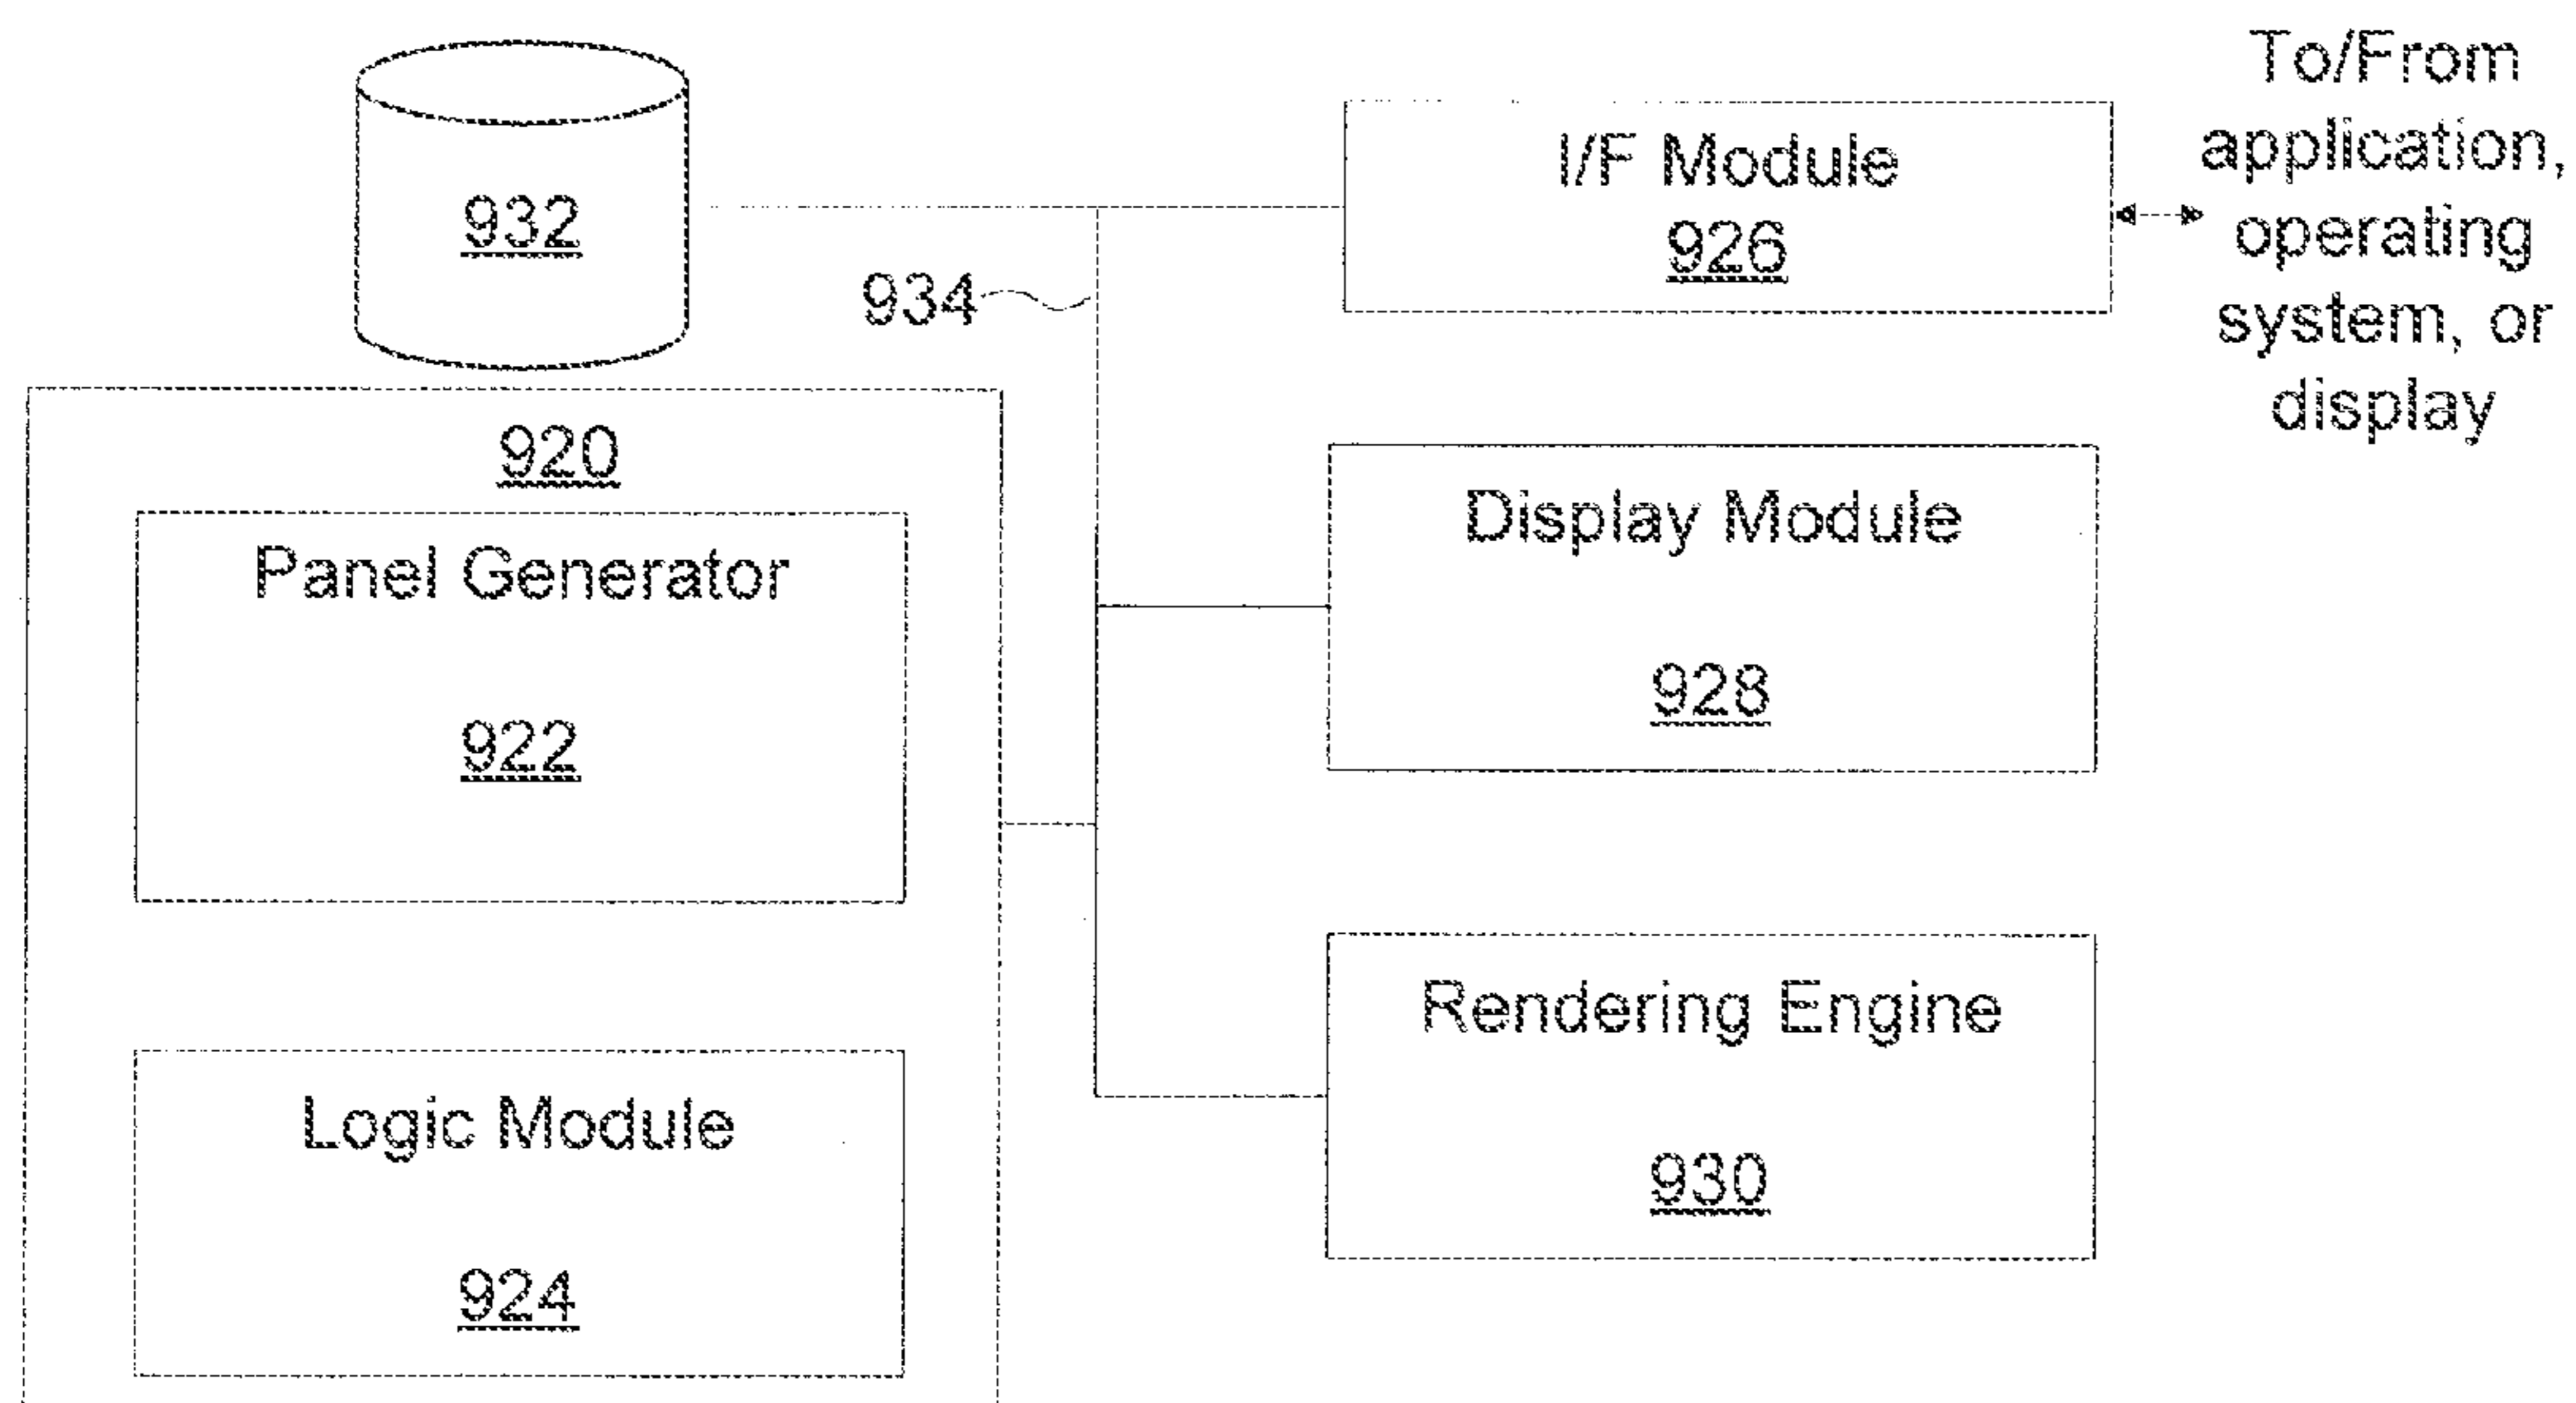 932
934
I/F Module
926
To/From
application,
operating
system, or
display
920
Panel Generator
922
Logic Module
924
Display Module
928
Rendering Engine
930